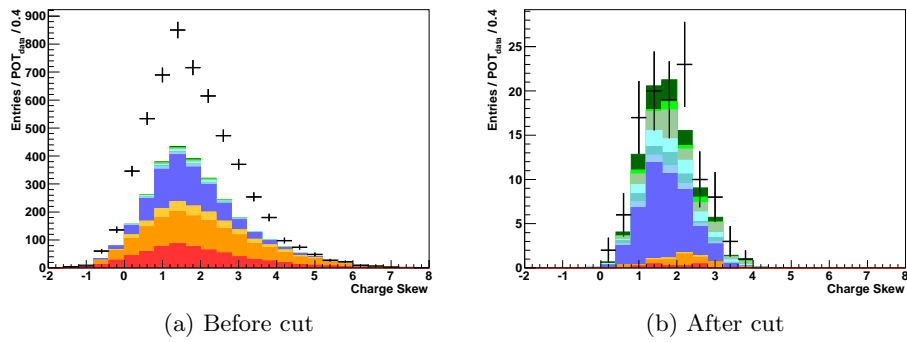 Entries / POTdata / 0.4
900
800
700
600
500
400
300
200
100
0
-2 -1 0 1 2 3 4 5 6 7 8
Charge Skew
(a) Before cut
Entries / POTdata / 0.4
25
20
15
10
5
0
-2 -1 0 1 2 3 4 5 6 7 8
Charge Skew
(b) After cut